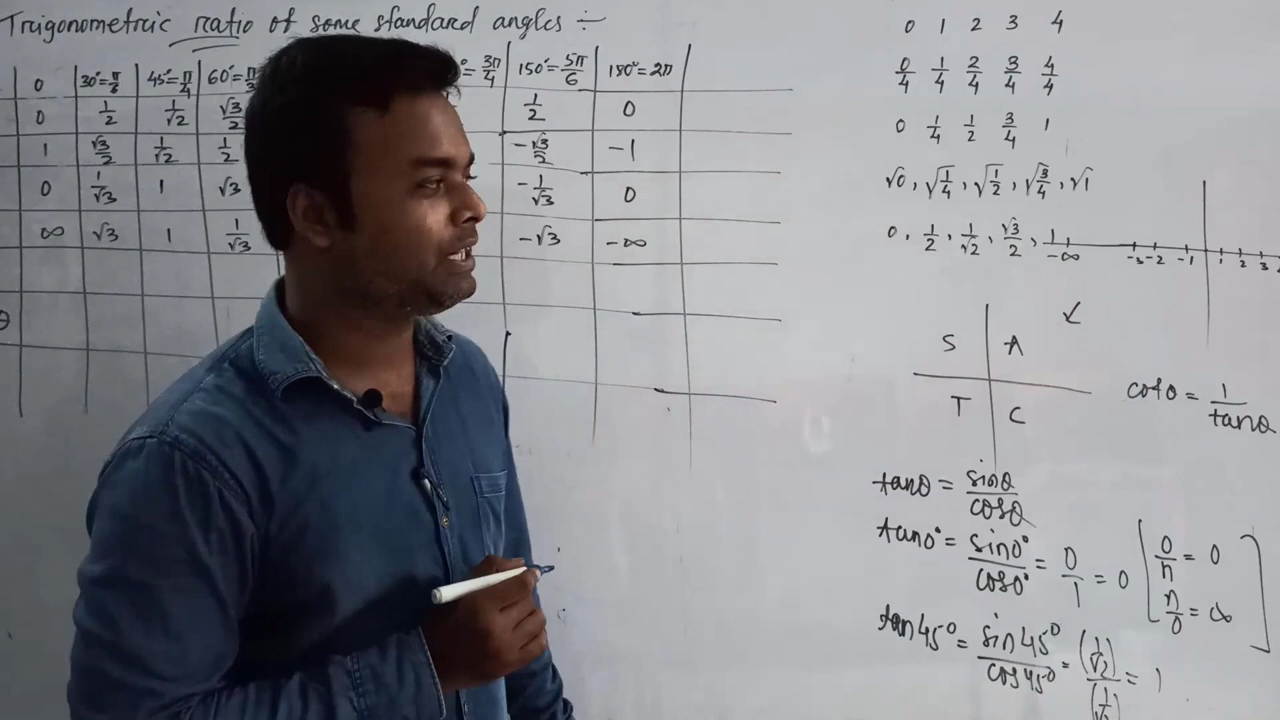 Trigonometric ratio of some standard angles ÷
0 30°=π/6 45°=π/4 60°=π/3 °=3π/4 150°=5π/6 180°=2π
0 1/2 1/√2 √3/2 1/2 0
1 √3/2 1/√2 1/2 -√3/2 -1
0 1/√3 1 √3 -1/√3 0
∞ √3 1 1/√3 -√3 -∞
θ
0 1 2 3 4
0/4 1/4 2/4 3/4 4/4
0 1/4 1/2 3/4 1
√0, √1/4, √1/2, √3/4, √1
0, 1/2, 1/√2, √3/2, 1
-∞ -3 -2 -1 1 2 3
S A
T C
cotθ = 1/tanθ
tanθ = sinθ/cosθ
tan0° = sin0°/cos0° = 0/1 = 0 [0/n = 0
n/0 = ∞]
tan45° = sin45°/cos45° = (1/√2)/(1/√2) = 1